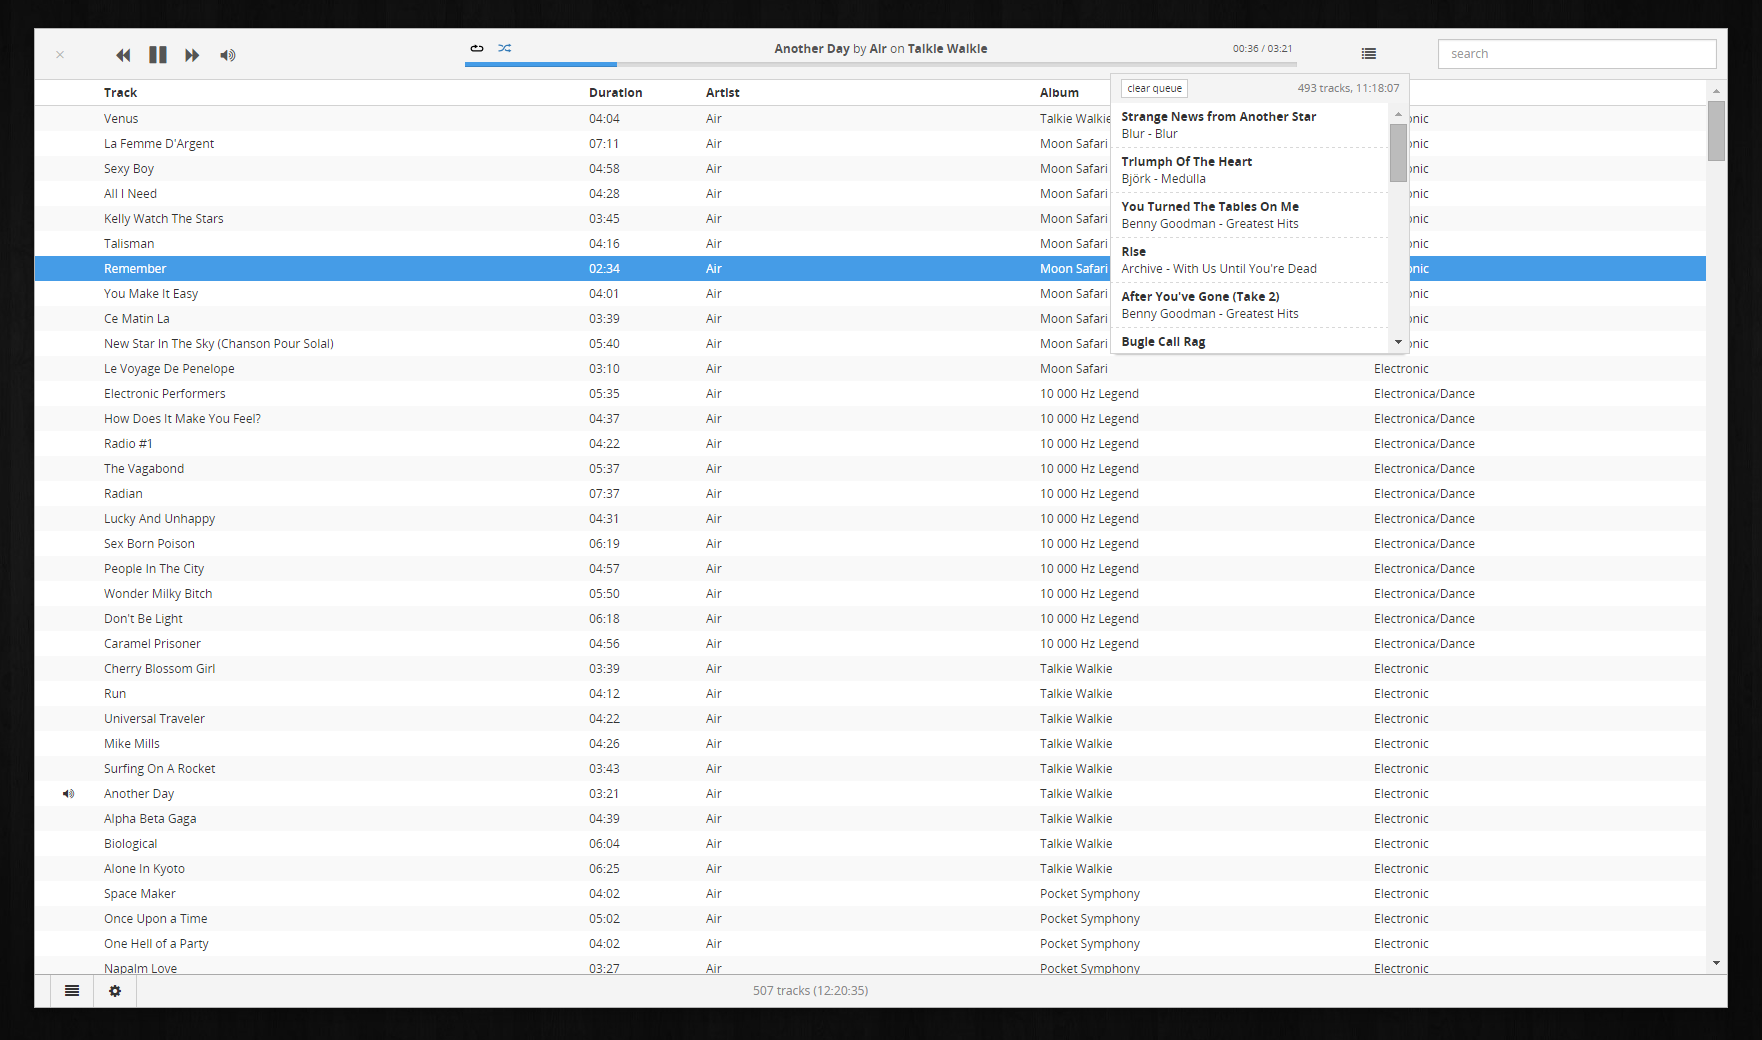 ×
Another Day by Air on Talkie Walkie 00:36 / 03:21 search
clear queue 493 tracks, 11:18:07
Strange News from Another Star
Blur - Blur
Triumph Of The Heart
Björk - Medúlla
You Turned The Tables On Me
Benny Goodman - Greatest Hits
Rise
Archive - With Us Until You're Dead
After You've Gone (Take 2)
Benny Goodman - Greatest Hits
Bugle Call Rag
Track Duration Artist Album
Venus 04:04 Air Talkie Walkie onic
La Femme D'Argent 07:11 Air Moon Safari onic
Sexy Boy 04:58 Air Moon Safari onic
All I Need 04:28 Air Moon Safari onic
Kelly Watch The Stars 03:45 Air Moon Safari onic
Talisman 04:16 Air Moon Safari onic
Remember 02:34 Air Moon Safari onic
You Make It Easy 04:01 Air Moon Safari onic
Ce Matin La 03:39 Air Moon Safari onic
New Star In The Sky (Chanson Pour Solal) 05:40 Air Moon Safari onic
Le Voyage De Penelope 03:10 Air Moon Safari Electronic
Electronic Performers 05:35 Air 10 000 Hz Legend Electronica/Dance
How Does It Make You Feel? 04:37 Air 10 000 Hz Legend Electronica/Dance
Radio #1 04:22 Air 10 000 Hz Legend Electronica/Dance
The Vagabond 05:37 Air 10 000 Hz Legend Electronica/Dance
Radian 07:37 Air 10 000 Hz Legend Electronica/Dance
Lucky And Unhappy 04:31 Air 10 000 Hz Legend Electronica/Dance
Sex Born Poison 06:19 Air 10 000 Hz Legend Electronica/Dance
People In The City 04:57 Air 10 000 Hz Legend Electronica/Dance
Wonder Milky Bitch 05:50 Air 10 000 Hz Legend Electronica/Dance
Don't Be Light 06:18 Air 10 000 Hz Legend Electronica/Dance
Caramel Prisoner 04:56 Air 10 000 Hz Legend Electronica/Dance
Cherry Blossom Girl 03:39 Air Talkie Walkie Electronic
Run 04:12 Air Talkie Walkie Electronic
Universal Traveler 04:22 Air Talkie Walkie Electronic
Mike Mills 04:26 Air Talkie Walkie Electronic
Surfing On A Rocket 03:43 Air Talkie Walkie Electronic
Another Day 03:21 Air Talkie Walkie Electronic
Alpha Beta Gaga 04:39 Air Talkie Walkie Electronic
Biological 06:04 Air Talkie Walkie Electronic
Alone In Kyoto 06:25 Air Talkie Walkie Electronic
Space Maker 04:02 Air Pocket Symphony Electronic
Once Upon a Time 05:02 Air Pocket Symphony Electronic
One Hell of a Party 04:02 Air Pocket Symphony Electronic
Napalm Love 03:27 Air Pocket Symphony Electronic
507 tracks (12:20:35)